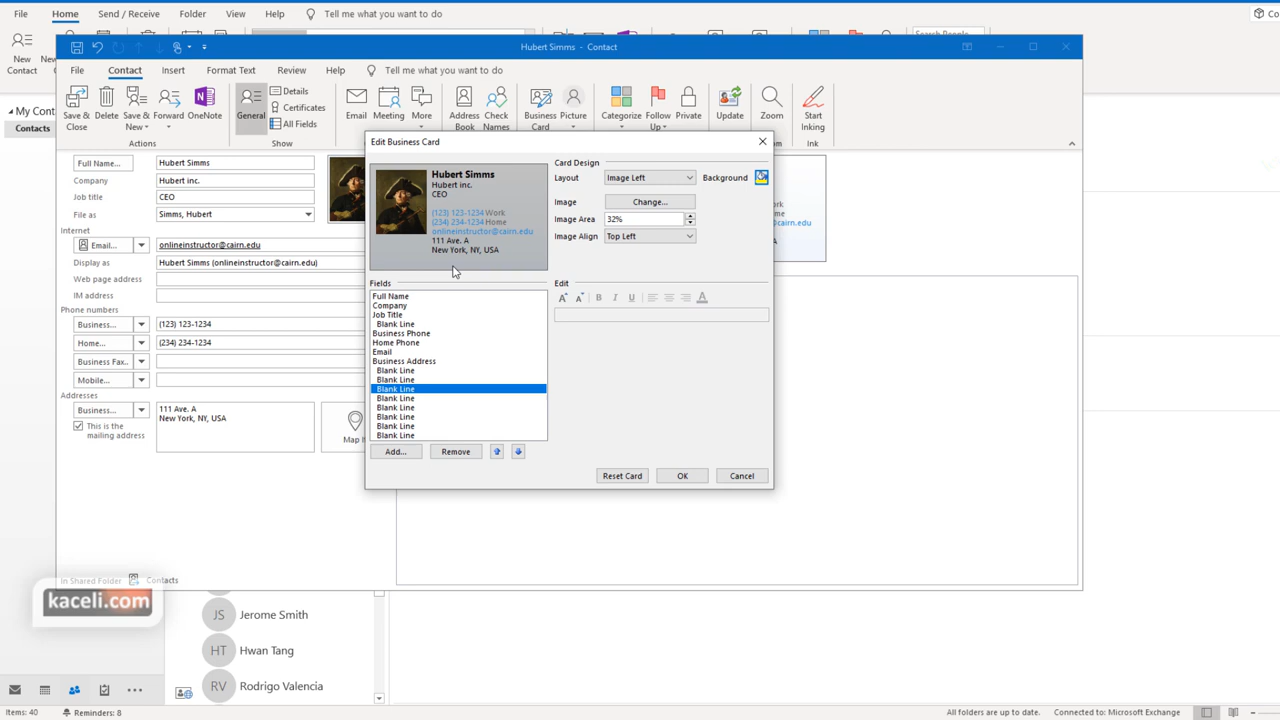 File Home Send / Receive Folder View Help Tell me what you want to do
Hubert Simms - Contact
File Contact Insert Format Text Review Help Tell me what you want to do
New Contact
Save & Close
Delete
Save & New
Forward
OneNote
Actions
General
Details
Certificates
All Fields
Show
Email
Meeting
More
Address Book
Check Names
Business Card
Picture
Categorize
Follow Up
Private
Update
Zoom
Start Inking
Ink
My Cont
Contacts
Full Name... Hubert Simms
Company Hubert inc.
Job title CEO
File as Simms, Hubert
Internet
Email... onlineinstructor@cairn.edu
Display as Hubert Simms (onlineinstructor@cairn.edu)
Web page address
IM address
Phone numbers
Business... (123) 123-1234
Home... (234) 234-1234
Business Fax..
Mobile...
Addresses
Business... 111 Ave. A
New York, NY, USA
This is the mailing address
Map I
Edit Business Card
Hubert Simms
Hubert inc.
CEO
(123) 123-1234 Work
(234) 234-1234 Home
onlineinstructor@cairn.edu
111 Ave. A
New York, NY, USA
Card Design
Layout Image Left Background
Image Change...
Image Area 32%
Image Align Top Left
Fields
Full Name
Company
Job Title
Blank Line
Business Phone
Home Phone
Email
Business Address
Blank Line
Blank Line
Blank Line
Blank Line
Blank Line
Blank Line
Blank Line
Blank Line
Edit
Add... Remove
Reset Card OK Cancel
In Shared Folder Contacts
kaceli.com
JS Jerome Smith
HT Hwan Tang
RV Rodrigo Valencia
Items: 40 Reminders: 8 All folders are up to date. Connected to: Microsoft Exchange